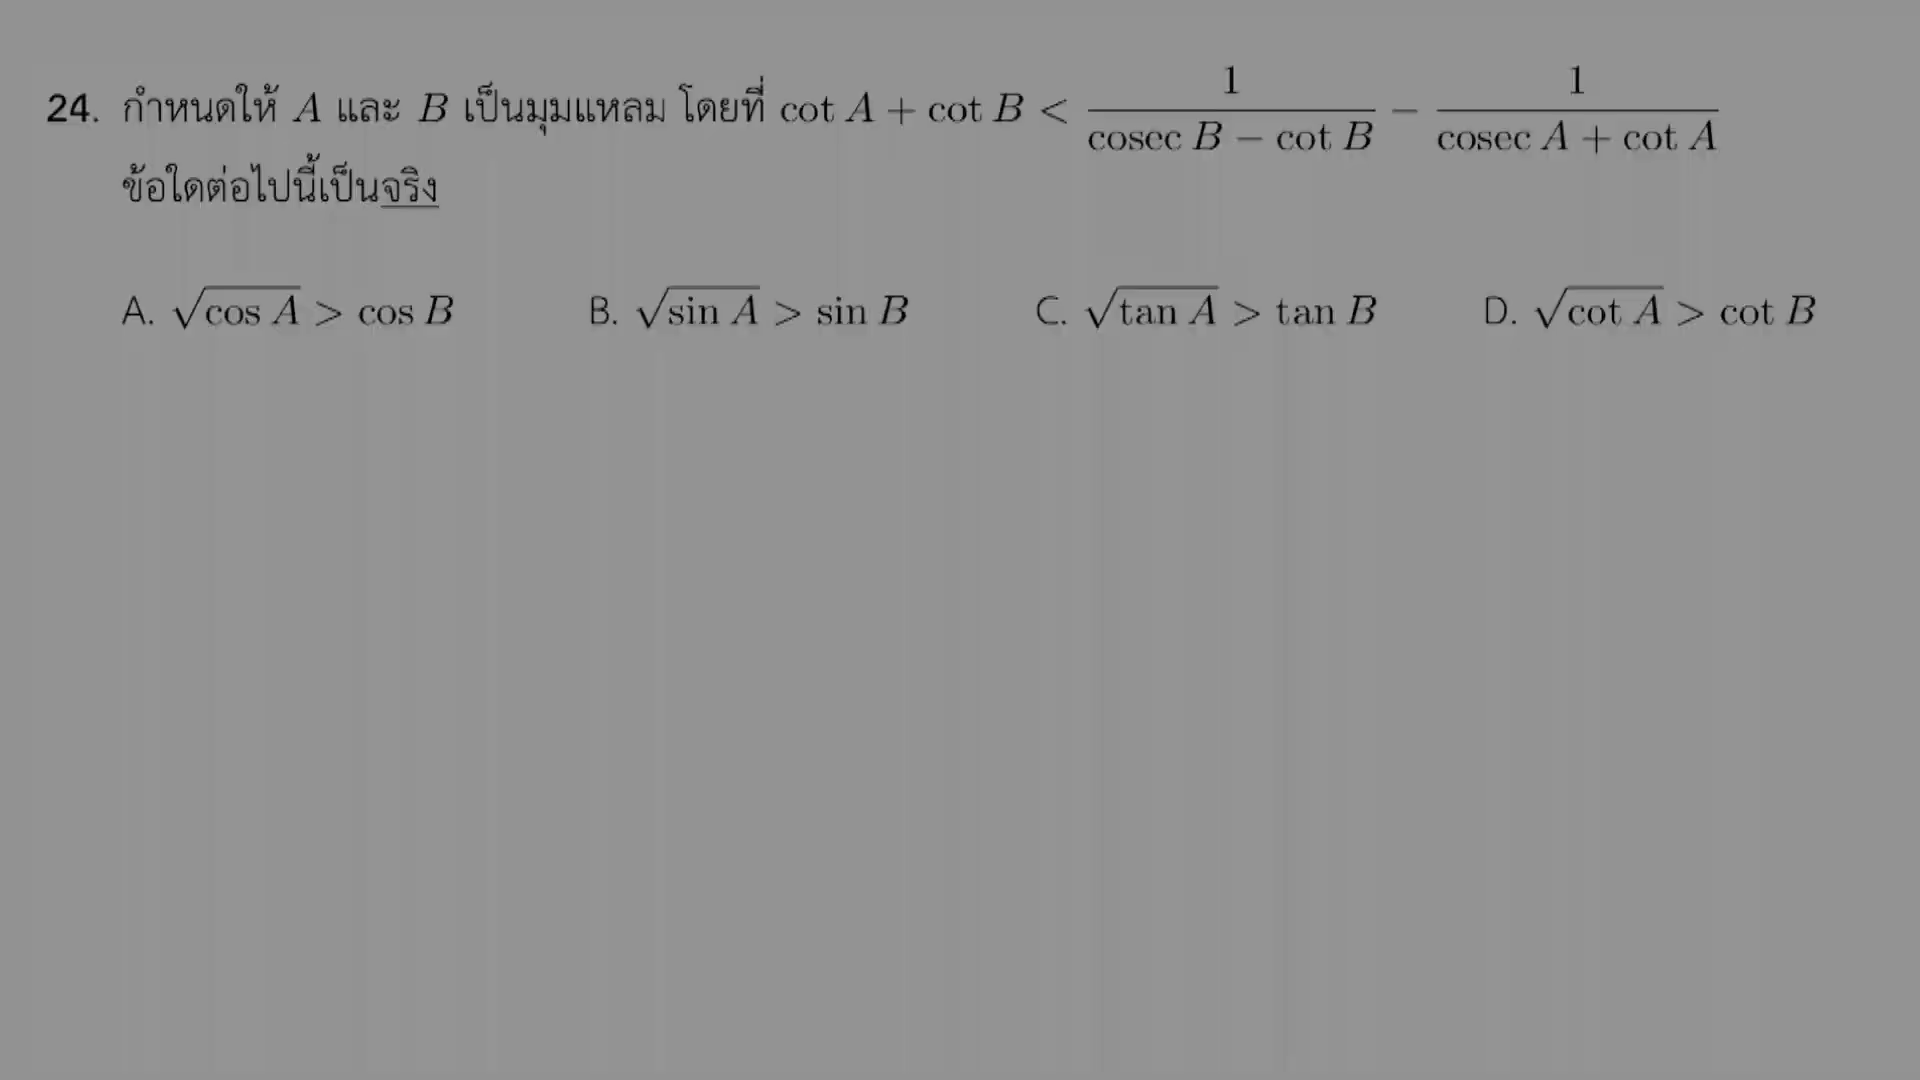 24. กำหนดให้ A และ B เป็นมุมแหลม โดยที่ cot A + cot B < 1/(cosec B − cot B) − 1/(cosec A + cot A)
ข้อใดต่อไปนี้เป็นจริง
A. √(cos A) > cos B B. √(sin A) > sin B C. √(tan A) > tan B D. √(cot A) > cot B